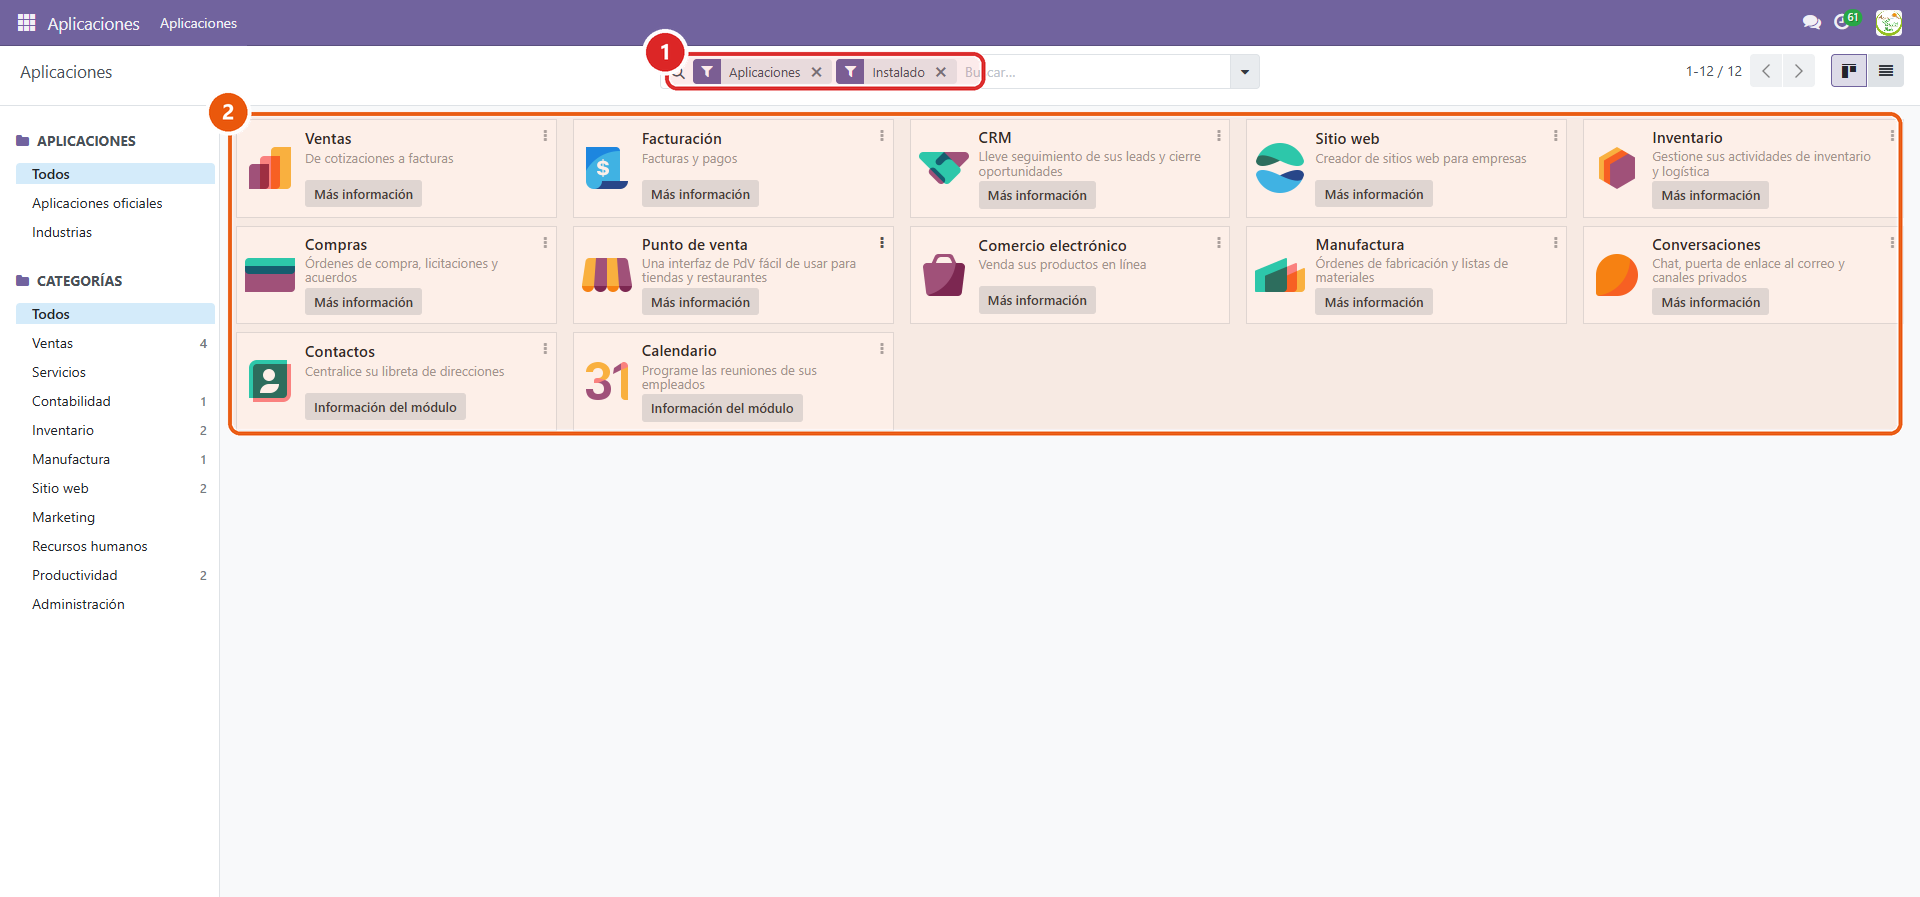 Aplicaciones
Aplicaciones
61
Aplicaciones
1
Aplicaciones
Instalado
1-12 / 12
2
APLICACIONES
Todos
Aplicaciones oficiales
Industrias
CATEGORÍAS
Todos
Ventas 4
Servicios
Contabilidad 1
Inventario 2
Manufactura 1
Sitio web 2
Marketing
Recursos humanos
Productividad 2
Administración
Ventas
De cotizaciones a facturas
Más información
Facturación
Facturas y pagos
Más información
CRM
Lleve seguimiento de sus leads y cierre
oportunidades
Más información
Sitio web
Creador de sitios web para empresas
Más información
Inventario
Gestione sus actividades de inventario
y logística
Más información
Compras
Órdenes de compra, licitaciones y
acuerdos
Más información
Punto de venta
Una interfaz de PdV fácil de usar para
tiendas y restaurantes
Más información
Comercio electrónico
Venda sus productos en línea
Más información
Manufactura
Órdenes de fabricación y listas de
materiales
Más información
Conversaciones
Chat, puerta de enlace al correo y
canales privados
Más información
Contactos
Centralice su libreta de direcciones
Información del módulo
31
Calendario
Programe las reuniones de sus
empleados
Información del módulo